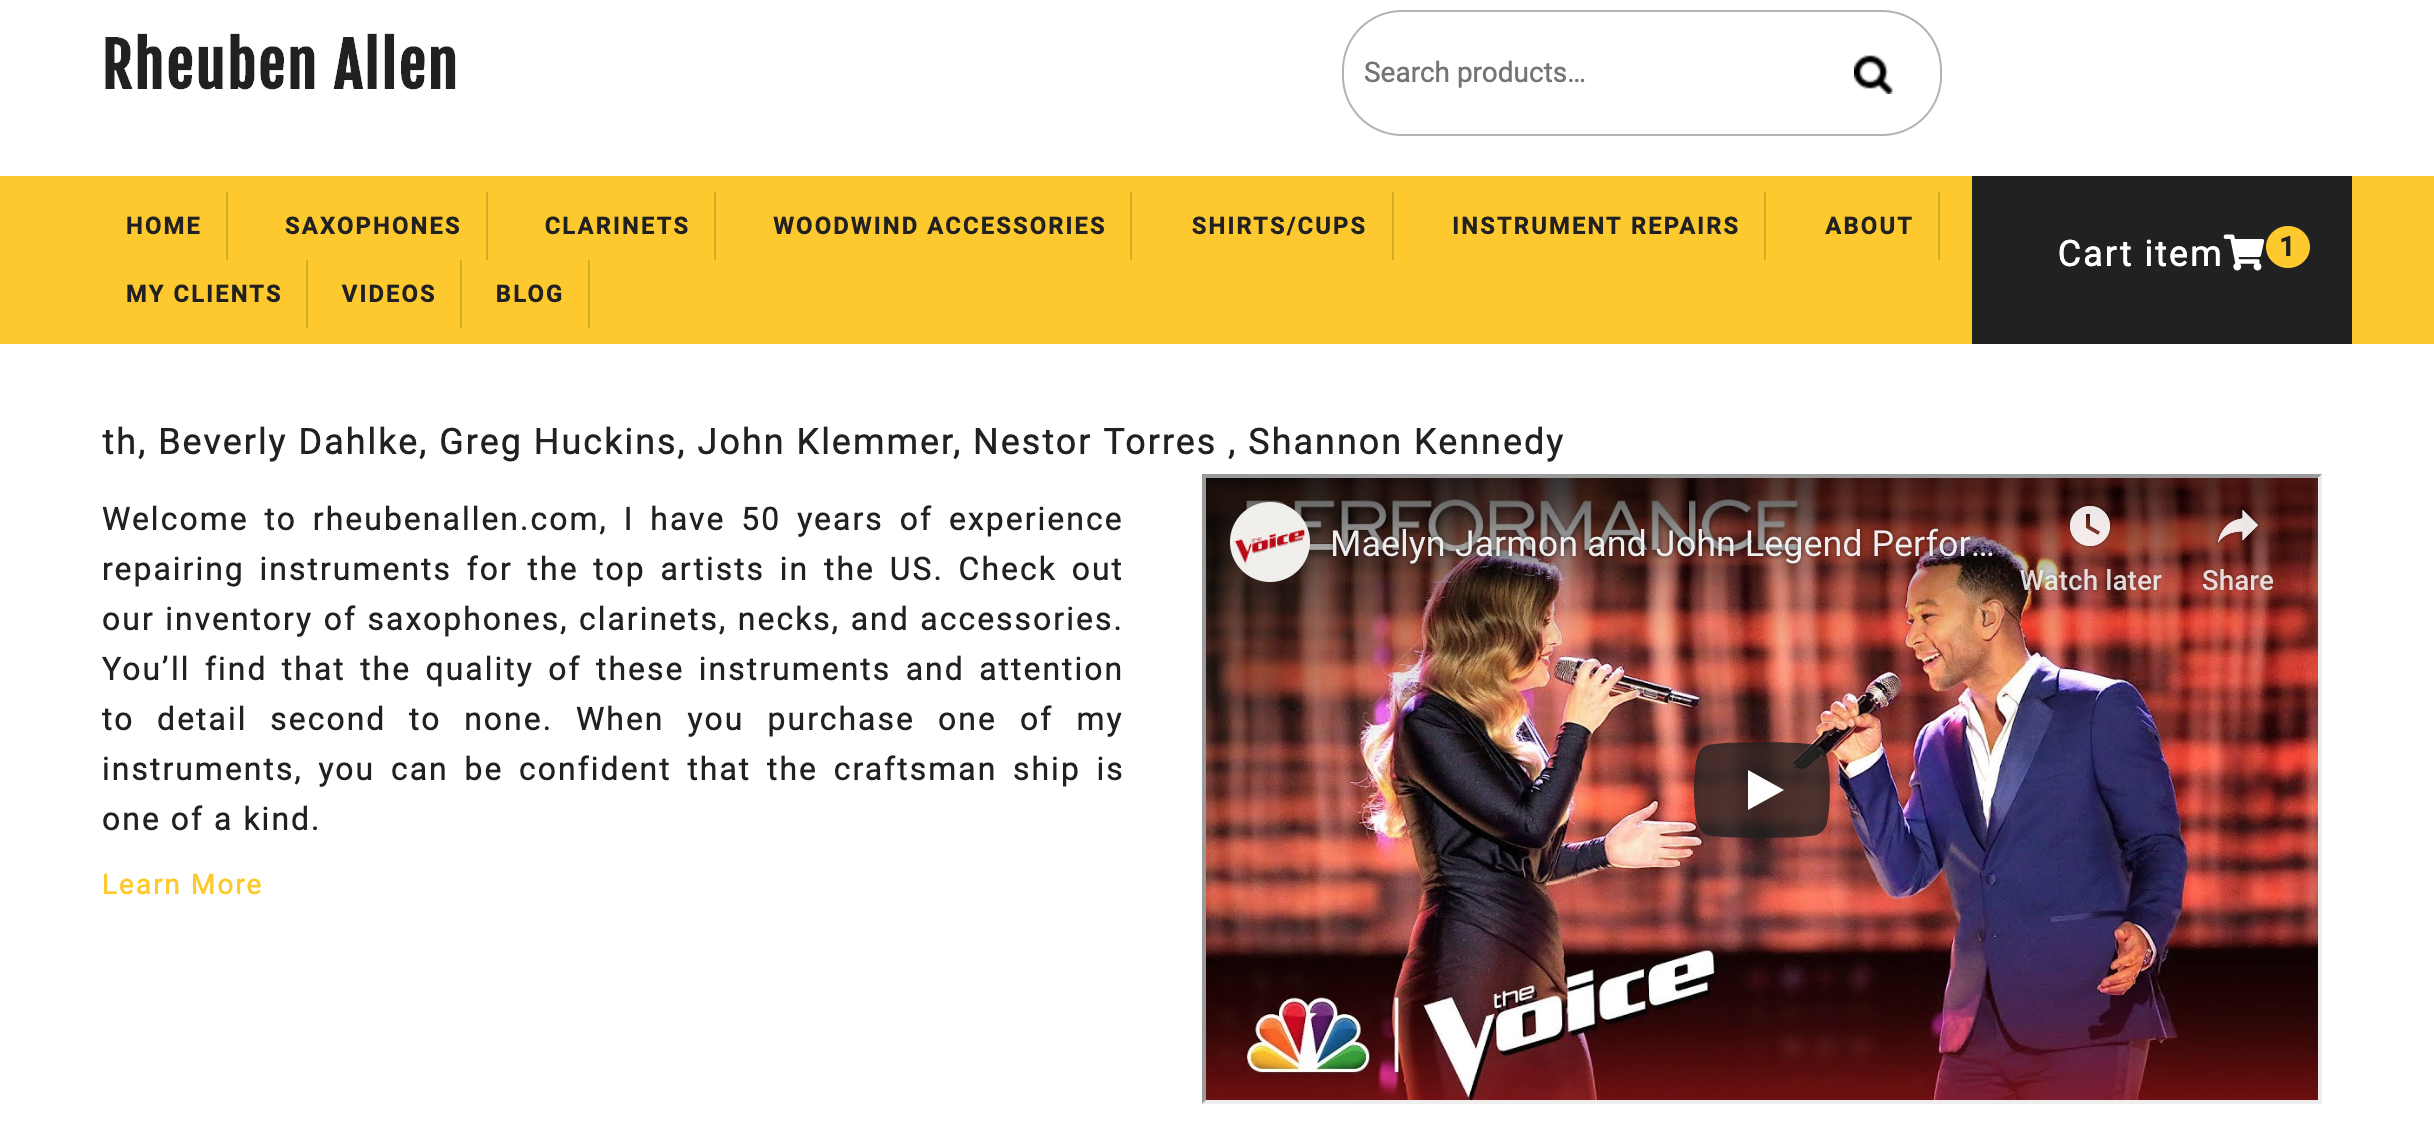 Rheuben Allen
Search products...
HOME
SAXOPHONES
CLARINETS
WOODWIND ACCESSORIES
SHIRTS/CUPS
INSTRUMENT REPAIRS
ABOUT
MY CLIENTS
VIDEOS
BLOG
Cart item 1
th, Beverly Dahlke, Greg Huckins, John Klemmer, Nestor Torres , Shannon Kennedy
Welcome to rheubenallen.com, I have 50 years of experience
repairing instruments for the top artists in the US. Check out
our inventory of saxophones, clarinets, necks, and accessories.
You’ll find that the quality of these instruments and attention
to detail second to none. When you purchase one of my
instruments, you can be confident that the craftsman ship is
one of a kind.
Learn More
PERFORMANCE
the Voice
Maelyn Jarmon and John Legend Perfor...
Watch later
Share
the
Voice